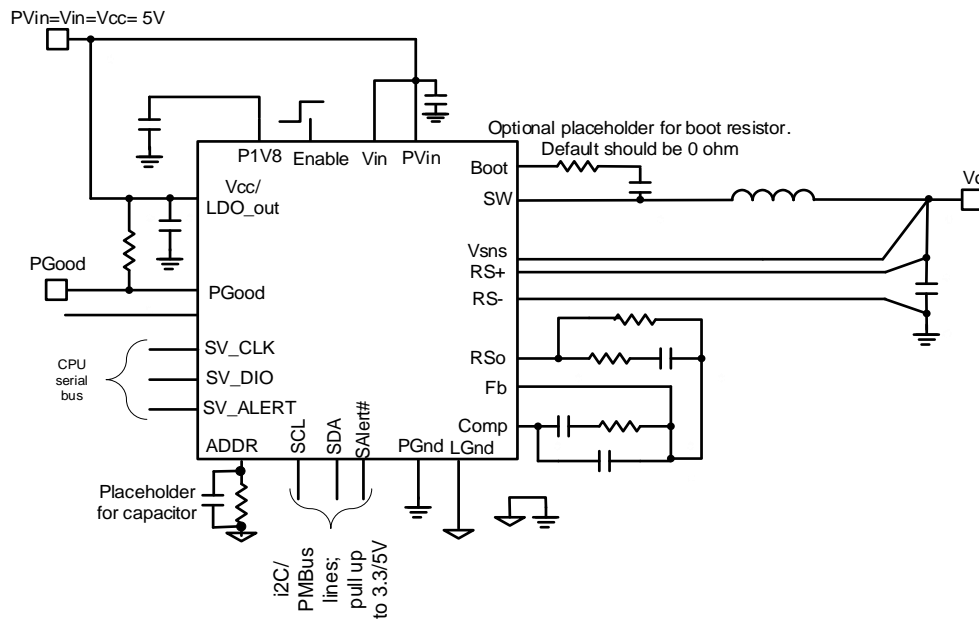 PVin=Vin=Vcc= 5V
Optional placeholder for boot resistor.
Default should be 0 ohm
P1V8
Enable
Vin
PVin
Boot
Vcc/
LDO_out
SW
Vsns
RS+
RS-
PGood
PGood
SV_CLK
SV_DIO
SV_ALERT
CPU
serial
bus
RSo
Fb
Comp
ADDR
SCL
SDA
SAlert#
PGnd
LGnd
Placeholder
for capacitor
i2C/
PMBus
lines;
pull up
to 3.3/5V